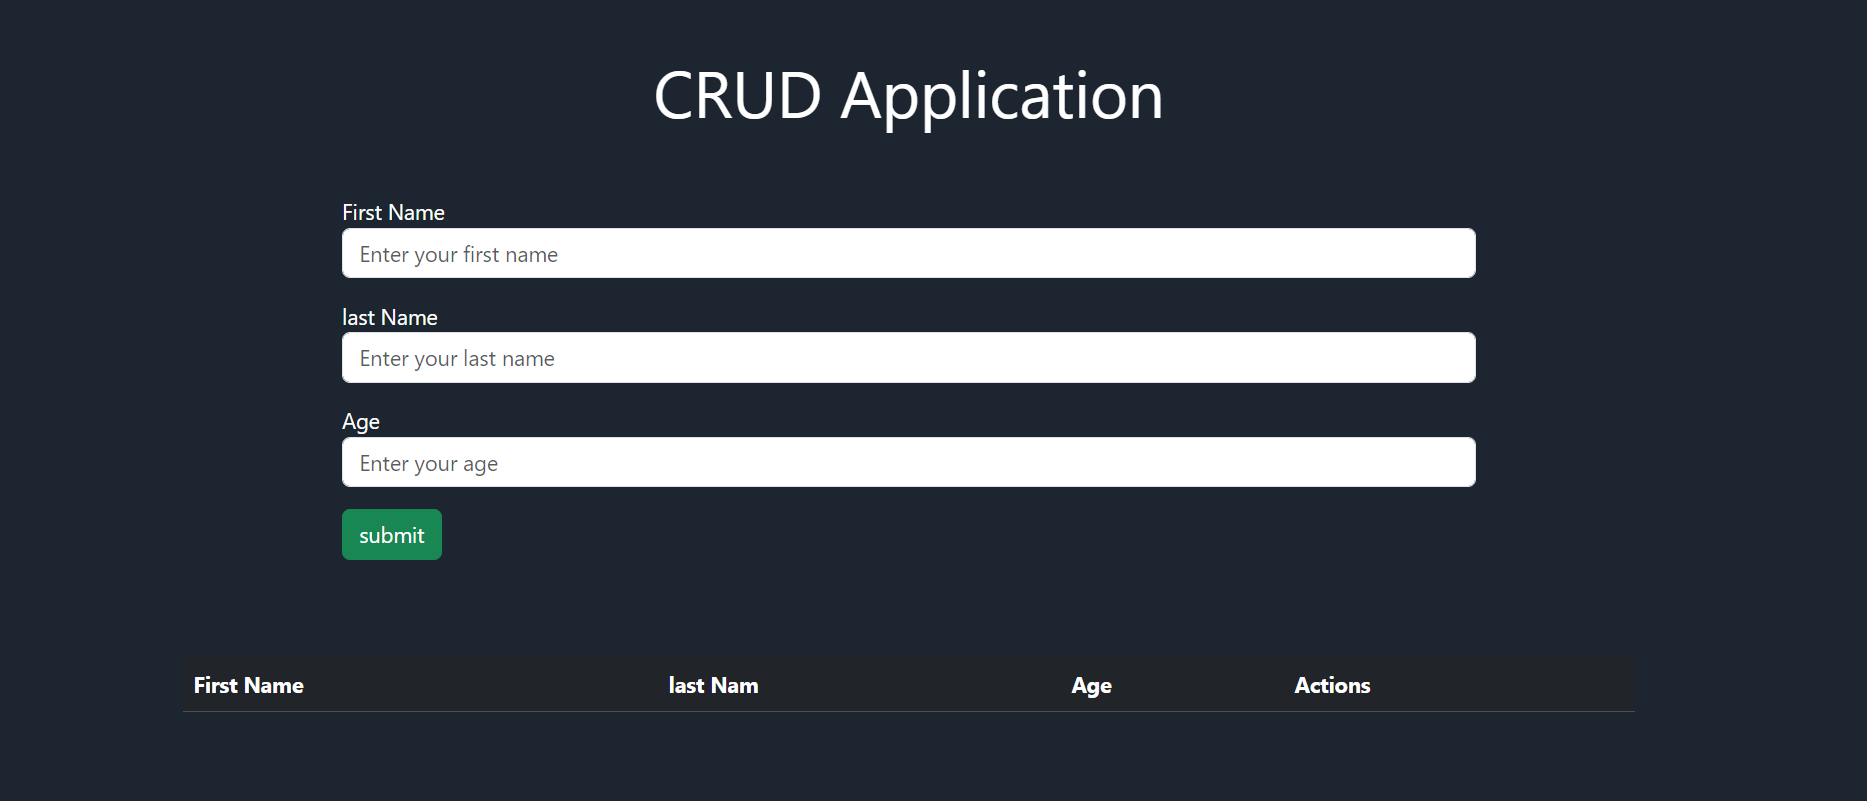 CRUD Application
First Name
Enter your first name
last Name
Enter your last name
Age
Enter your age
submit
First Name last Nam Age Actions